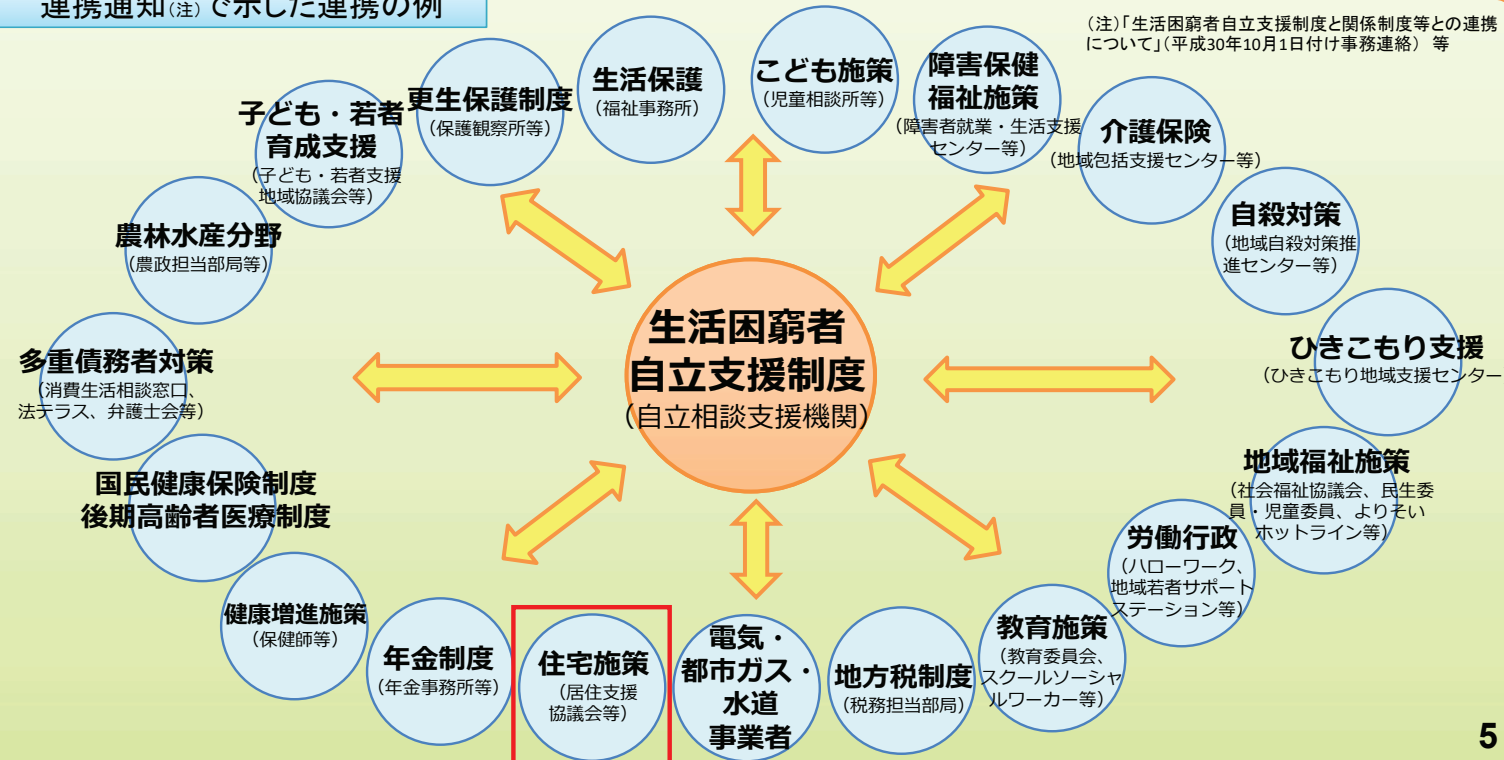 連携通知（注）で示した連携の例
（注）「生活困窮者自立支援制度と関係制度等との連携
について」（平成30年10月1日付け事務連絡） 等
生活保護
（福祉事務所）
こども施策
（児童相談所等）
障害保健
福祉施策
（障害者就業・生活支援
センター等）
介護保険
（地域包括支援センター等）
自殺対策
（地域自殺対策推
進センター等）
ひきこもり支援
（ひきこもり地域支援センター
地域福祉施策
（社会福祉協議会、民生委
員・児童委員、よりそい
ホットライン等）
労働行政
（ハローワーク、
地域若者サポート
ステーション等）
教育施策
（教育委員会、
スクールソーシャ
ルワーカー等）
地方税制度
（税務担当部局）
電気・
都市ガス・
水道
事業者
住宅施策
（居住支援
協議会等）
年金制度
（年金事務所等）
健康増進施策
（保健師等）
国民健康保険制度
後期高齢者医療制度
多重債務者対策
（消費生活相談窓口、
法テラス、弁護士会等）
農林水産分野
（農政担当部局等）
子ども・若者
育成支援
（子ども・若者支援
地域協議会等）
更生保護制度
（保護観察所等）
生活困窮者
自立支援制度
（自立相談支援機関）
5